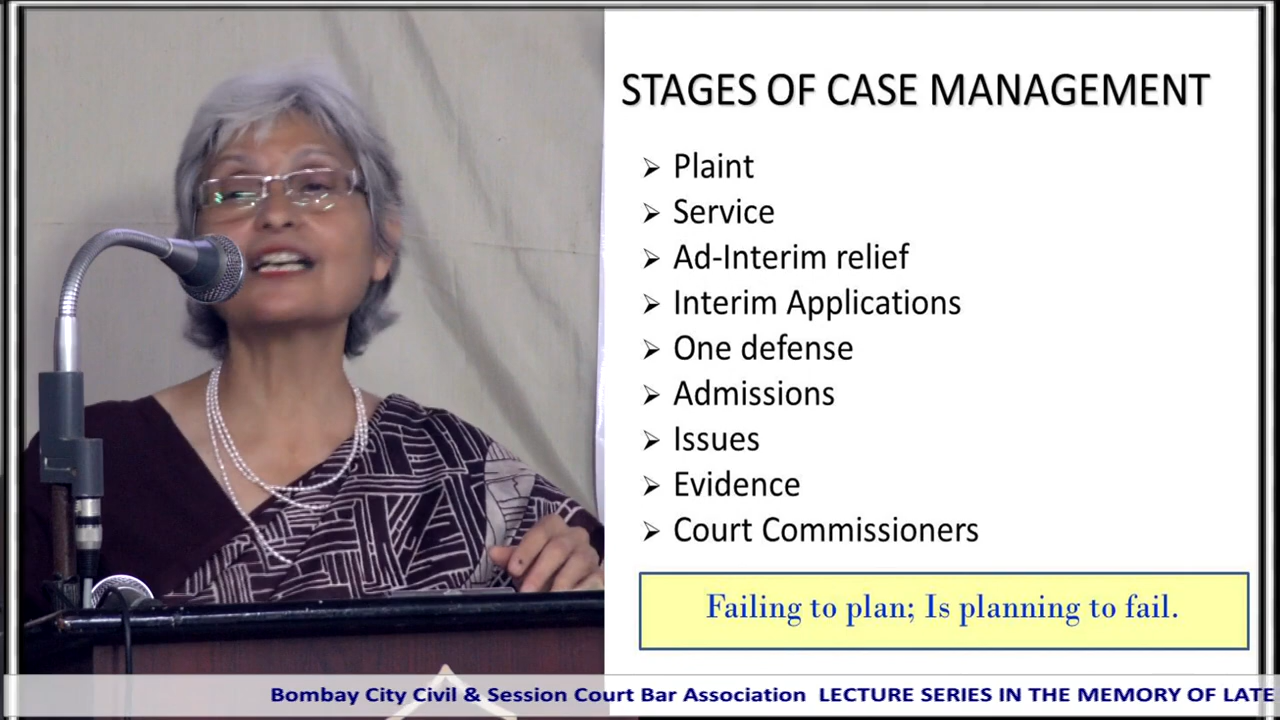 STAGES OF CASE MANAGEMENT
Plaint
Service
Ad-Interim relief
Interim Applications
One defense
Admissions
Issues
Evidence
Court Commissioners
Failing to plan; Is planning to fail.
Bombay City Civil & Session Court Bar Association LECTURE SERIES IN THE MEMORY OF LATE